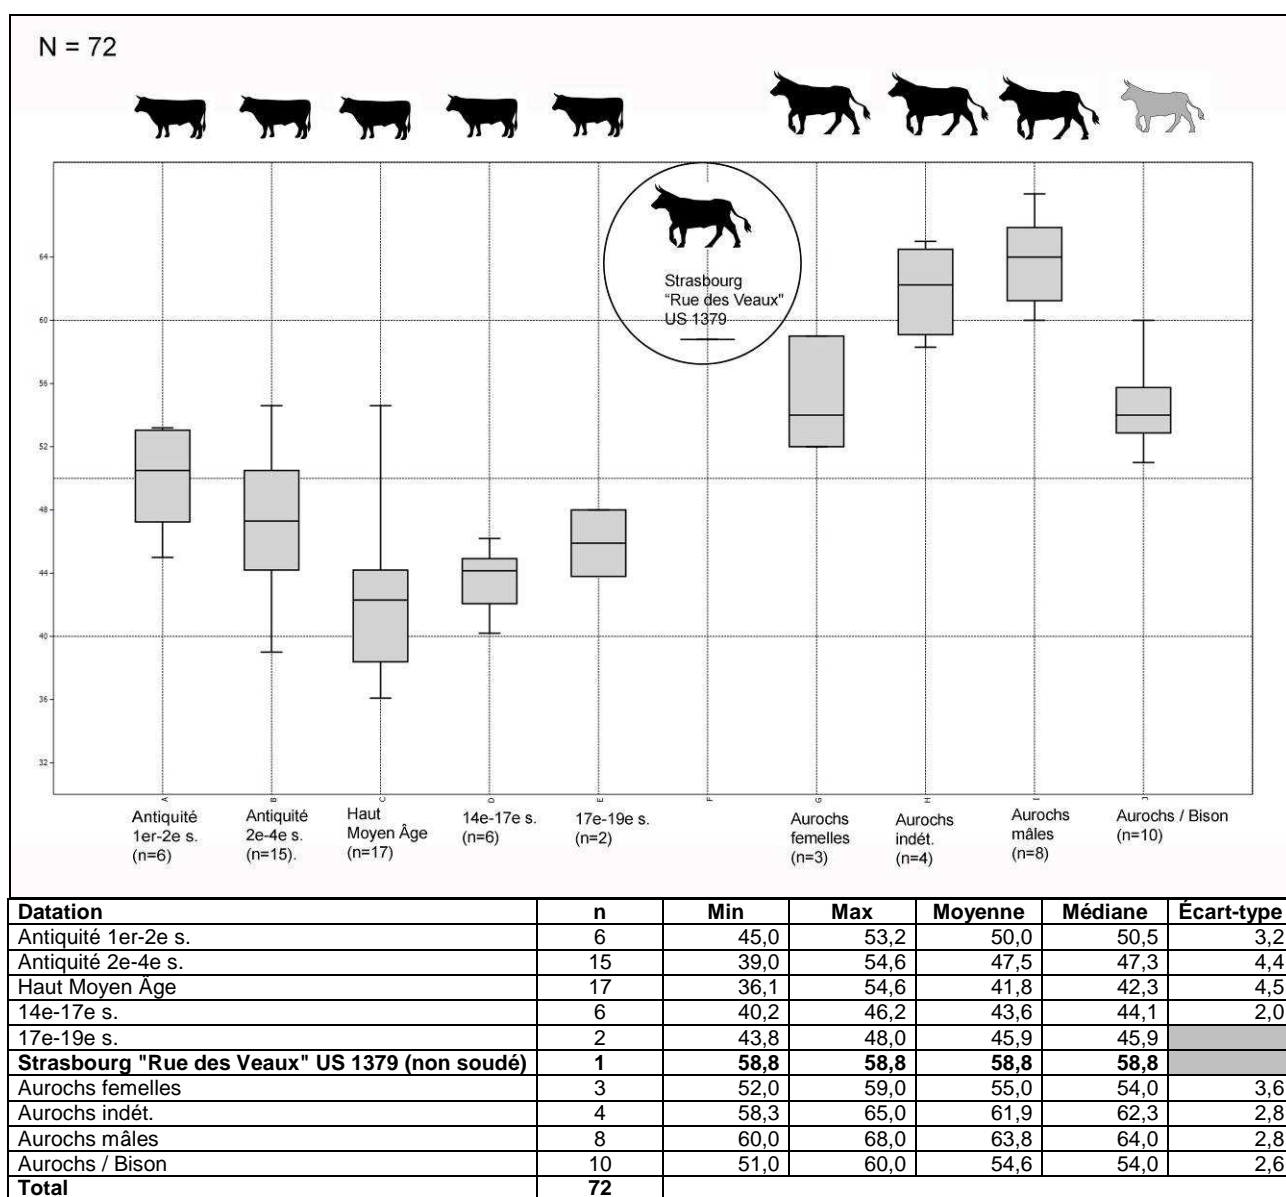 N = 72
Strasbourg
"Rue des Veaux"
US 1379
64
60
56
52
48
44
40
36
32
A
B
C
D
E
F
G
H
I
J
Antiquité
1er-2e s.
(n=6)
Antiquité
2e-4e s.
(n=15).
Haut
Moyen Âge
(n=17)
14e-17e s.
(n=6)
17e-19e s.
(n=2)
Aurochs
femelles
(n=3)
Aurochs
indét.
(n=4)
Aurochs
mâles
(n=8)
Aurochs / Bison
(n=10)
Datation n Min Max Moyenne Médiane Écart-type
Antiquité 1er-2e s. 6 45,0 53,2 50,0 50,5 3,2
Antiquité 2e-4e s. 15 39,0 54,6 47,5 47,3 4,4
Haut Moyen Âge 17 36,1 54,6 41,8 42,3 4,5
14e-17e s. 6 40,2 46,2 43,6 44,1 2,0
17e-19e s. 2 43,8 48,0 45,9 45,9
Strasbourg "Rue des Veaux" US 1379 (non soudé) 1 58,8 58,8 58,8 58,8
Aurochs femelles 3 52,0 59,0 55,0 54,0 3,6
Aurochs indét. 4 58,3 65,0 61,9 62,3 2,8
Aurochs mâles 8 60,0 68,0 63,8 64,0 2,8
Aurochs / Bison 10 51,0 60,0 54,6 54,0 2,6
Total 72